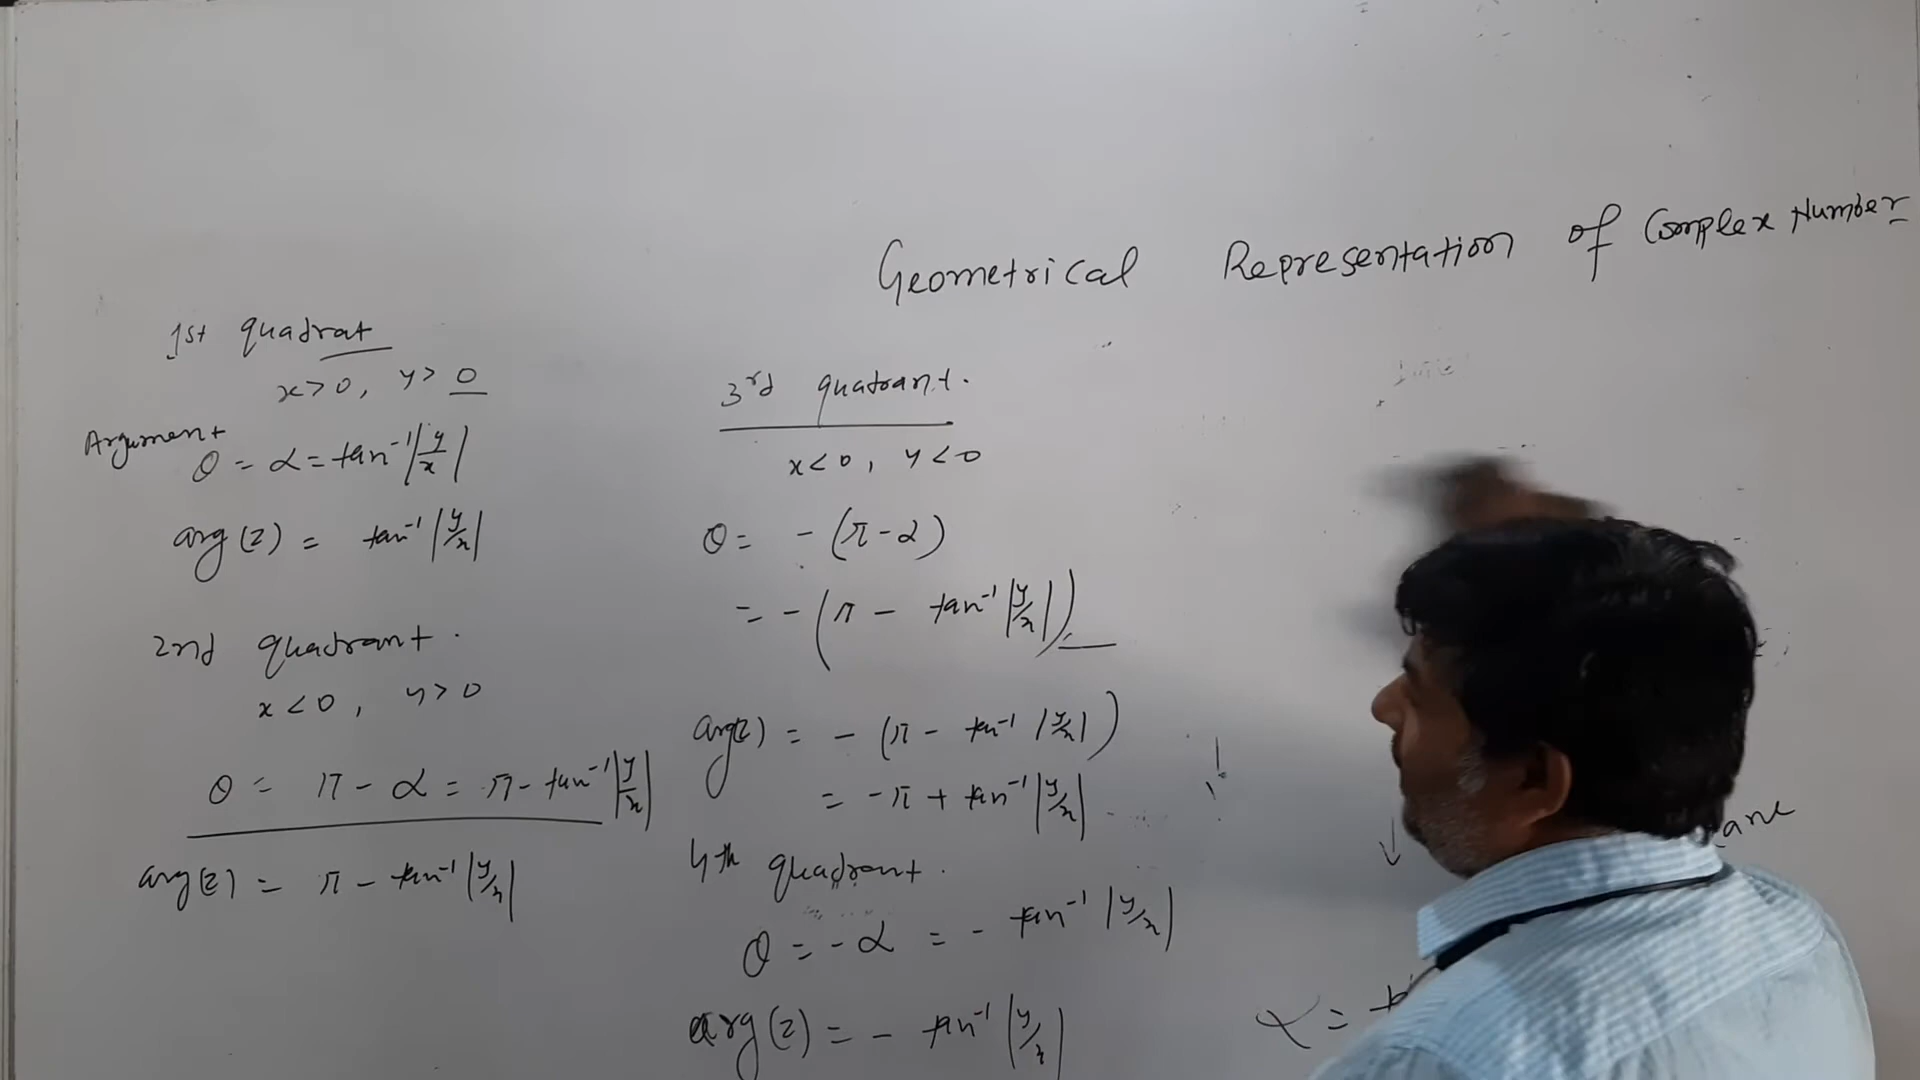 Geometrical Representation of Complex Number
1st quadrat
x>0, y>0
Argument
θ = α = tan⁻¹|y/x|
arg(z) = tan⁻¹|y/x|
2nd quadrant.
x<0, y>0
θ = π - α = π - tan⁻¹|y/x|
arg(z) = π - tan⁻¹|y/x|
3rd quatrant.
x<0, y<0
θ = -(π-α)
= -(π - tan⁻¹|y/x|)
arg(z) = -(π - tan⁻¹|y/x|)
= -π + tan⁻¹|y/x|
4th quadrant.
θ = -α = - tan⁻¹|y/x|
arg(z) = - tan⁻¹|y/x|
α =